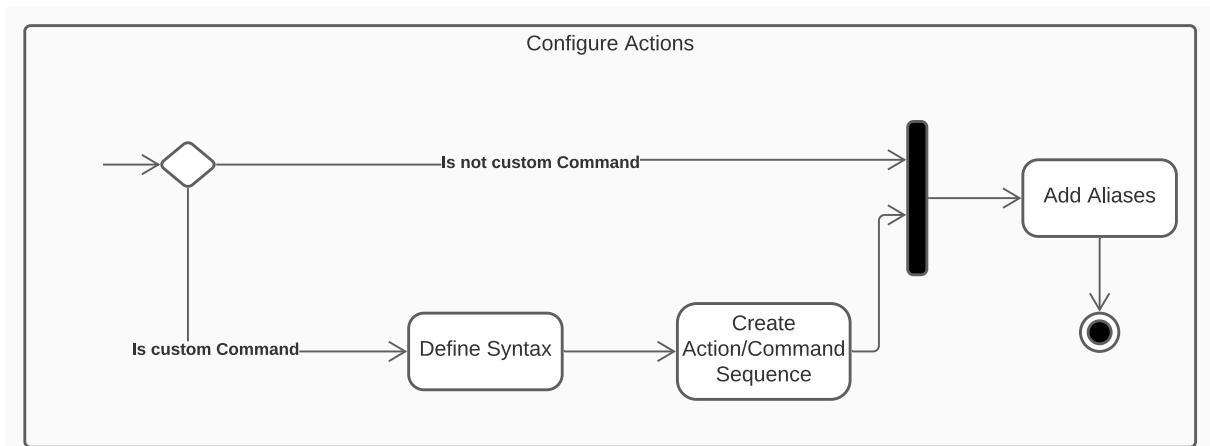 Configure Actions
Is not custom Command
Add Aliases
Is custom Command
Define Syntax
Create
Action/Command
Sequence